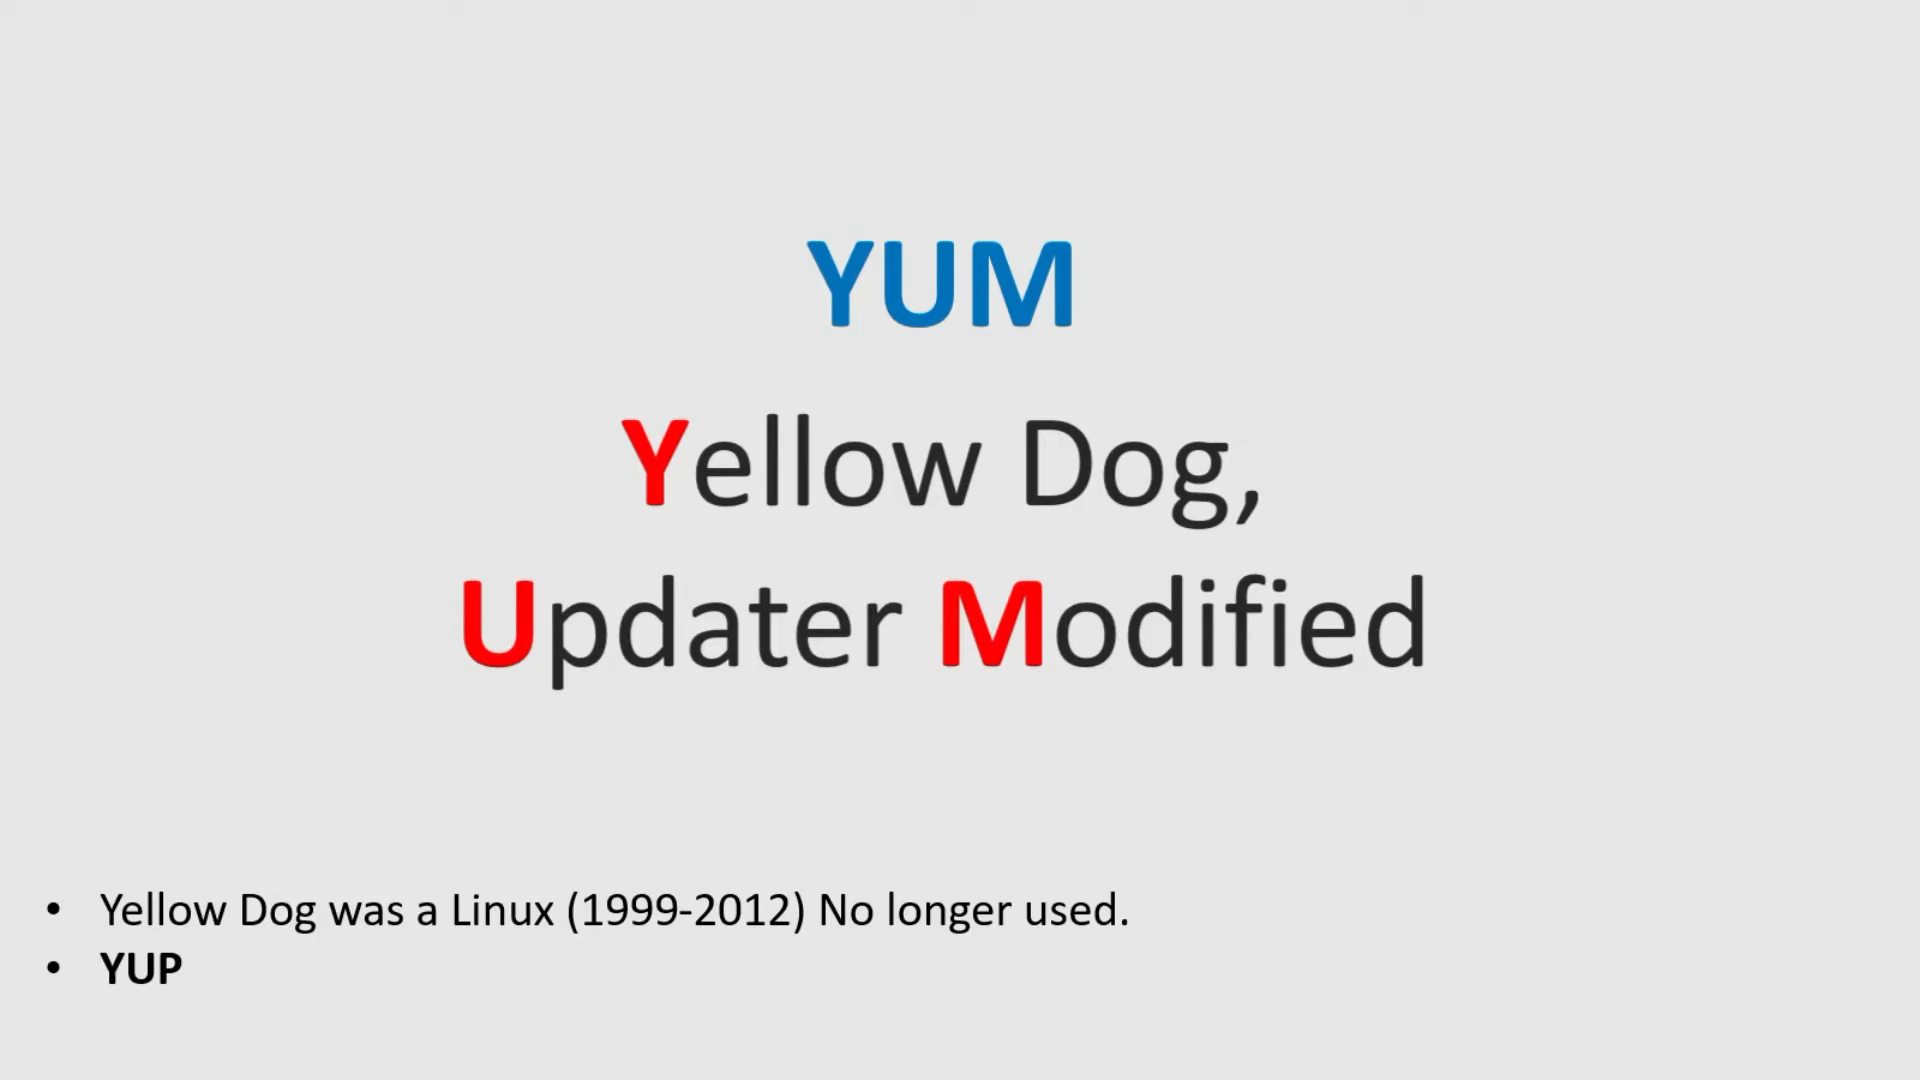 YUM
Yellow Dog,
Updater Modified
• Yellow Dog was a Linux (1999-2012) No longer used.
• YUP